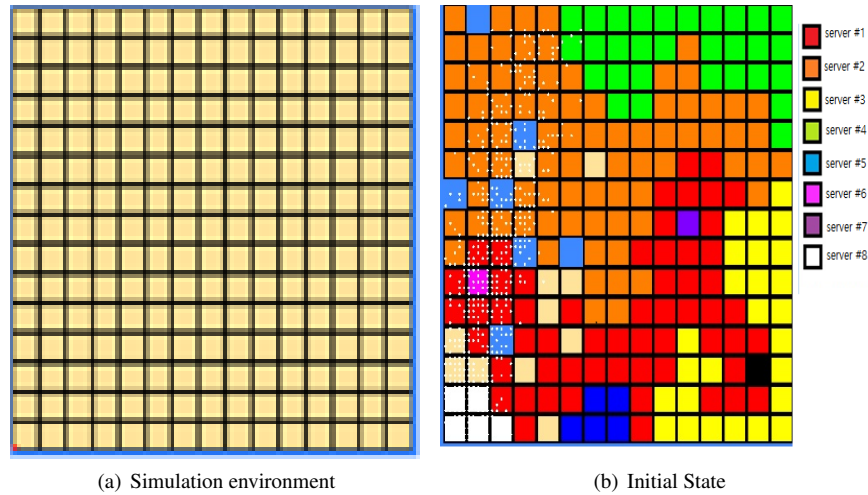 server #1
server #2
server #3
server #4
server #5
server #6
server #7
server #8
(a) Simulation environment
(b) Initial State